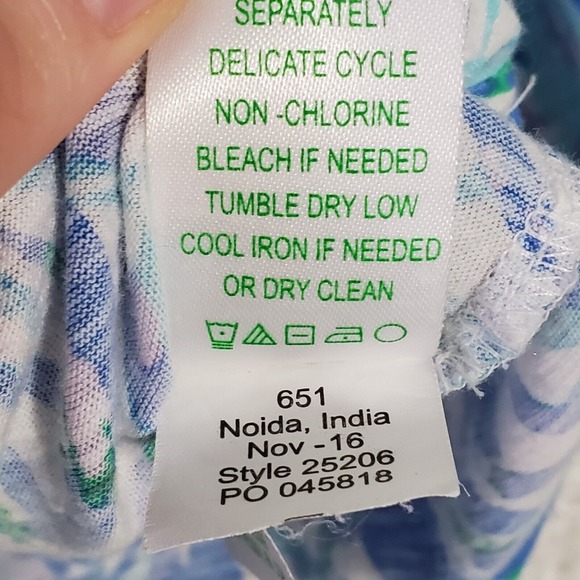 SEPARATELY
DELICATE CYCLE
NON -CHLORINE
BLEACH IF NEEDED
TUMBLE DRY LOW
COOL IRON IF NEEDED
OR DRY CLEAN
651
Noida, India
Nov -16
Style 25206
PO 045818